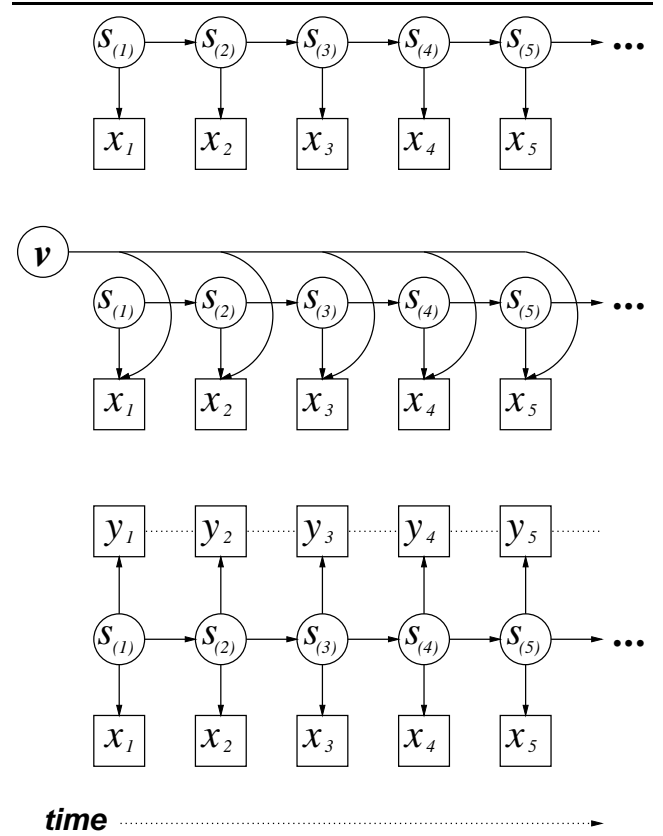 s(1) s(2) s(3) s(4) s(5) ...
x1 x2 x3 x4 x5
v
s(1) s(2) s(3) s(4) s(5) ...
x1 x2 x3 x4 x5
y1 y2 y3 y4 y5
s(1) s(2) s(3) s(4) s(5) ...
x1 x2 x3 x4 x5
time